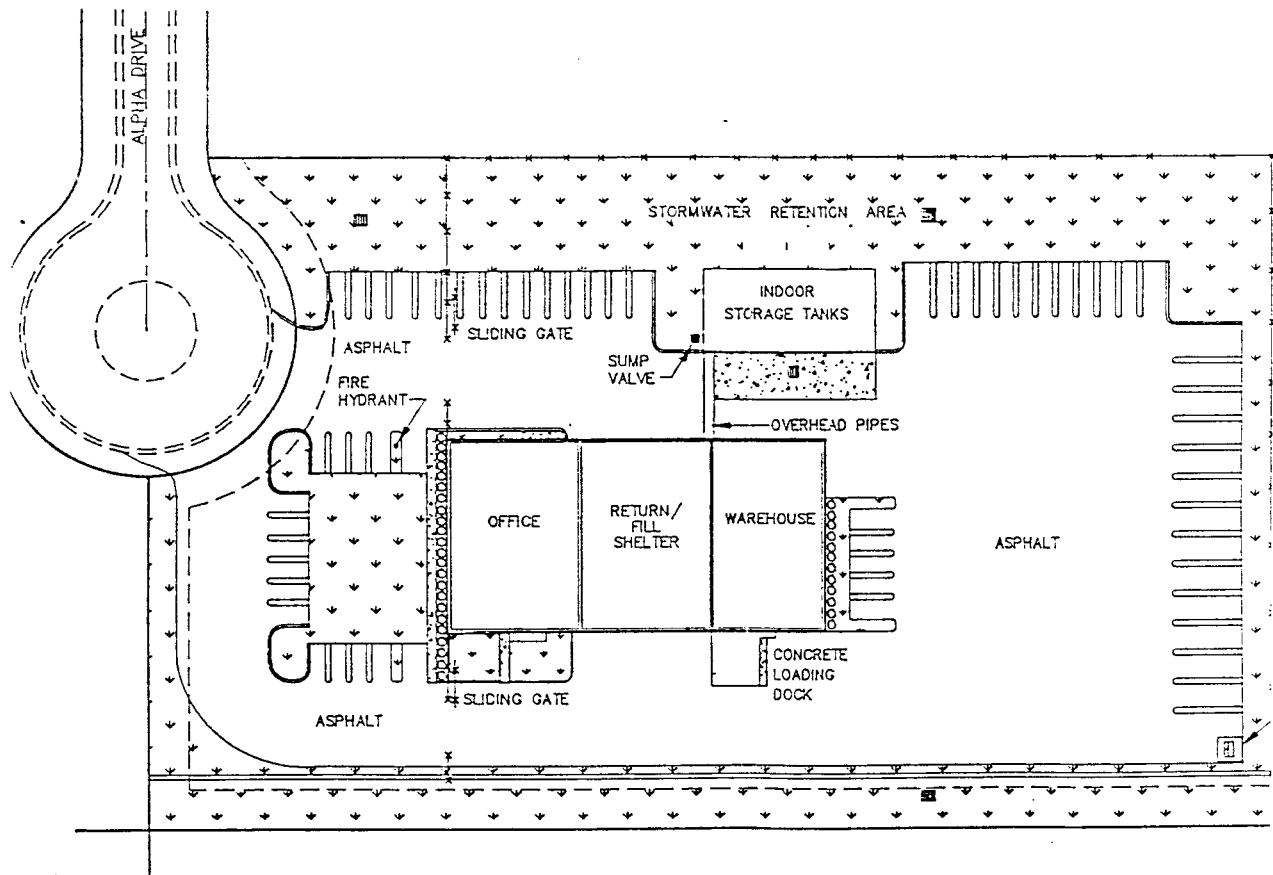 ALPHA DRIVE
STORMWATER RETENTION AREA
INDOOR
STORAGE TANKS
SLIDING GATE
ASPHALT
SUMP
VALVE
FIRE
HYDRANT
OVERHEAD PIPES
OFFICE
RETURN/
FILL
SHELTER
WAREHOUSE
ASPHALT
CONCRETE
LOADING
DOCK
SLIDING GATE
ASPHALT